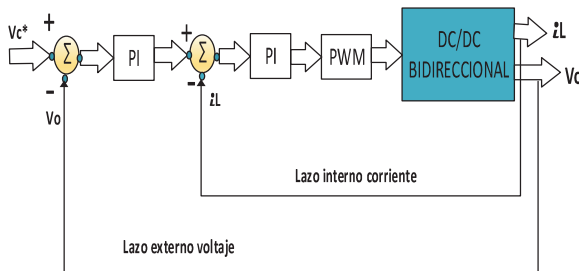 Vc*
+
Σ
-
Vo
PI
+
Σ
-
iL
PI
PWM
DC/DC
BIDIRECCIONAL
iL
Vo
Lazo interno corriente
Lazo externo voltaje